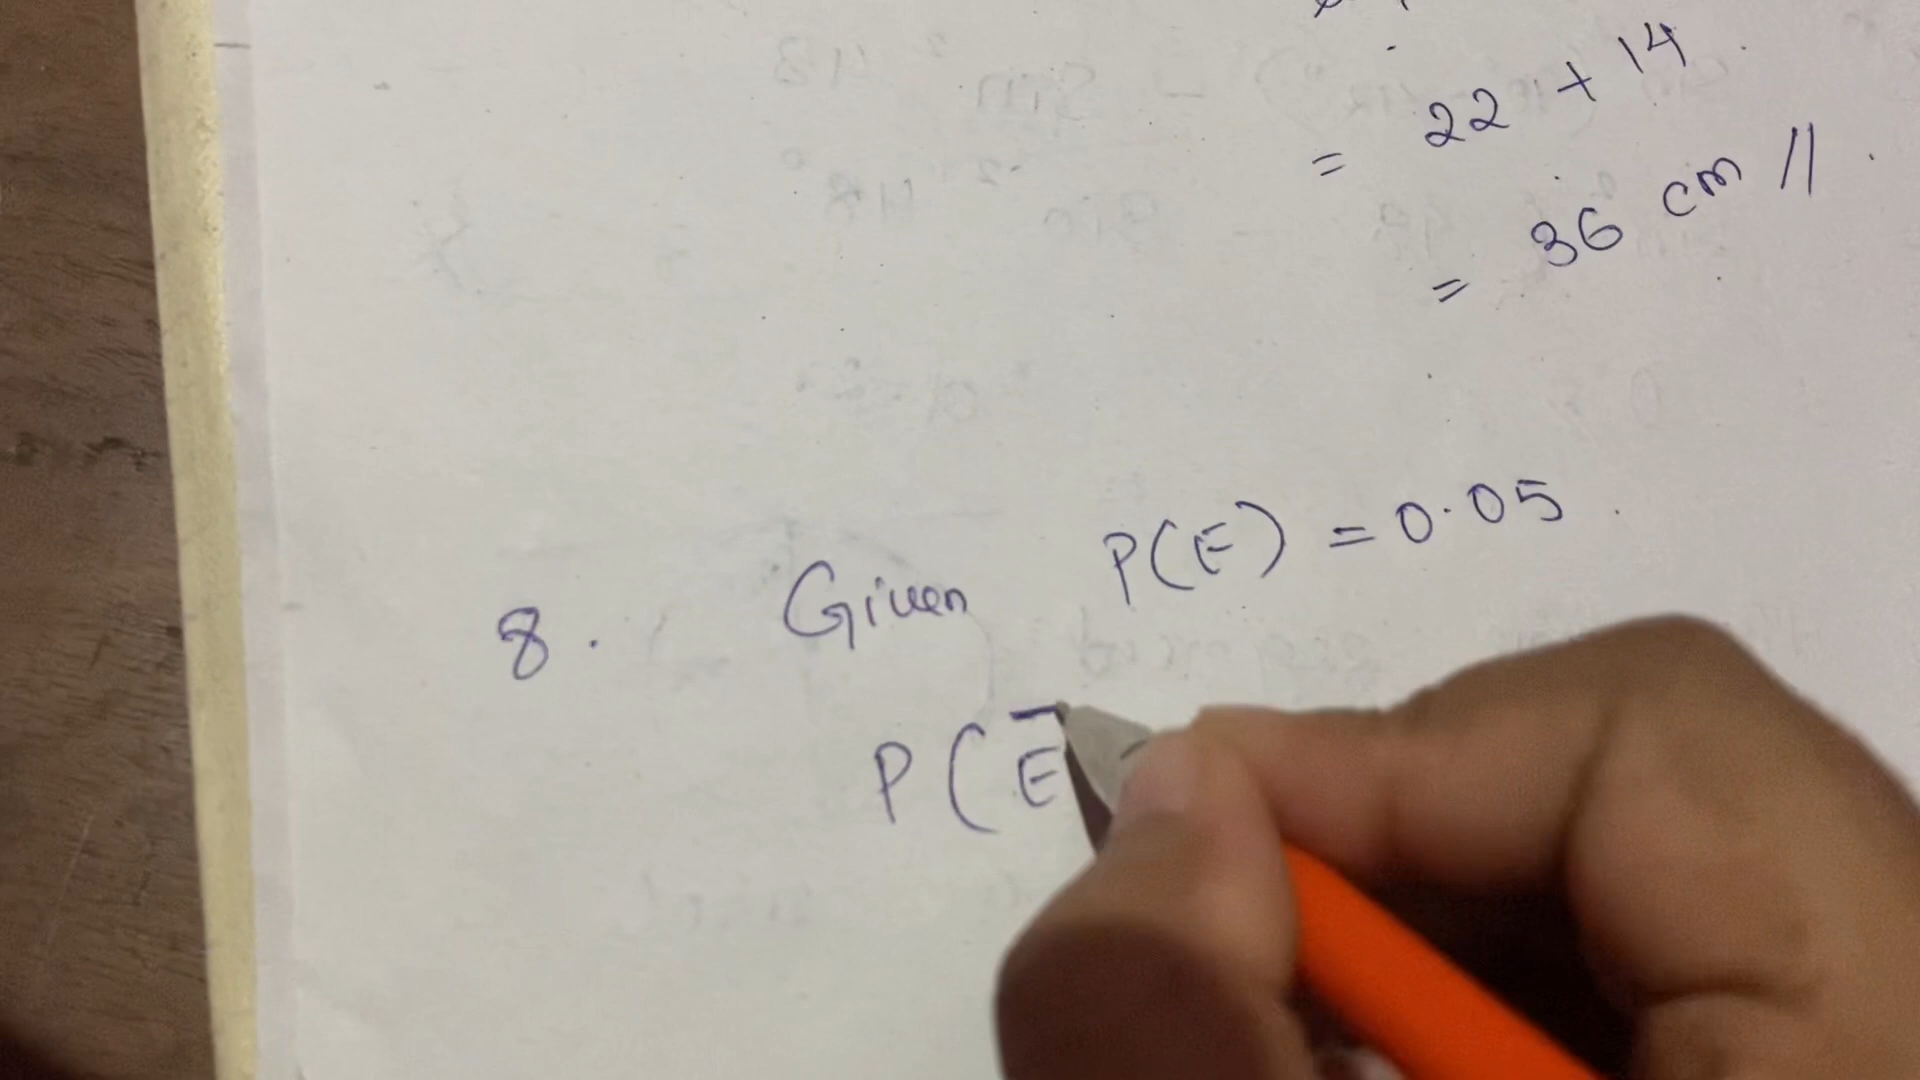 = 22 + 14
= 36 cm //
8. Given P(E) = 0.05
P(E̅